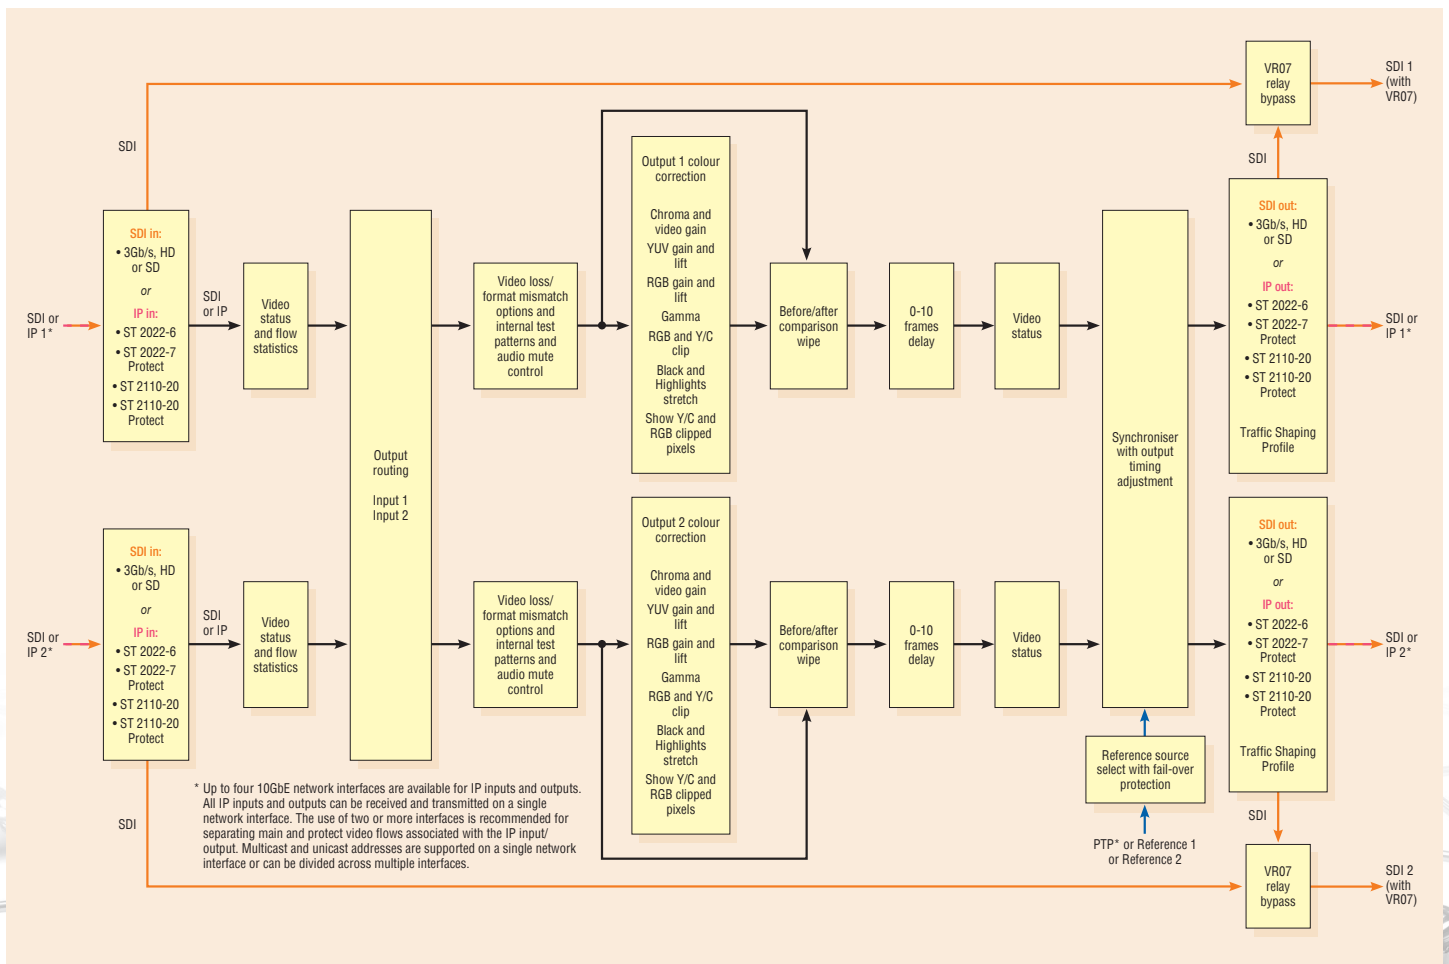 VR07
relay
bypass
SDI 1
(with
VR07)
SDI
SDI
SDI or
IP 1*
SDI in:
• 3Gb/s, HD
or SD
or
IP in:
• ST 2022-6
• ST 2022-7
Protect
• ST 2110-20
• ST 2110-20
Protect
SDI
or IP
Video
status
and flow
statistics
Output
routing
Input 1
Input 2
Video loss/
format mismatch
options and
internal test
patterns and
audio mute
control
Output 1 colour
correction
Chroma and
video gain
YUV gain and
lift
RGB gain and
lift
Gamma
RGB and Y/C
clip
Black and
Highlights
stretch
Show Y/C and
RGB clipped
pixels
Before/after
comparison
wipe
0-10
frames
delay
Video
status
Synchroniser
with output
timing
adjustment
SDI out:
• 3Gb/s, HD
or SD
or
IP out:
• ST 2022-6
• ST 2022-7
Protect
• ST 2110-20
• ST 2110-20
Protect
Traffic Shaping
Profile
SDI or
IP 1*
SDI or
IP 2*
SDI in:
• 3Gb/s, HD
or SD
or
IP in:
• ST 2022-6
• ST 2022-7
Protect
• ST 2110-20
• ST 2110-20
Protect
SDI
or IP
Video
status
and flow
statistics
Video loss/
format mismatch
options and
internal test
patterns and
audio mute
control
Output 2 colour
correction
Chroma and
video gain
YUV gain and
lift
RGB gain and
lift
Gamma
RGB and Y/C
clip
Black and
Highlights
stretch
Show Y/C and
RGB clipped
pixels
Before/after
comparison
wipe
0-10
frames
delay
Video
status
SDI out:
• 3Gb/s, HD
or SD
or
IP out:
• ST 2022-6
• ST 2022-7
Protect
• ST 2110-20
• ST 2110-20
Protect
Traffic Shaping
Profile
SDI or
IP 2*
Reference source
select with fail-over
protection
PTP* or Reference 1
or Reference 2
* Up to four 10GbE network interfaces are available for IP inputs and outputs.
All IP inputs and outputs can be received and transmitted on a single
network interface. The use of two or more interfaces is recommended for
separating main and protect video flows associated with the IP input/
output. Multicast and unicast addresses are supported on a single network
interface or can be divided across multiple interfaces.
SDI
SDI
VR07
relay
bypass
SDI 2
(with
VR07)